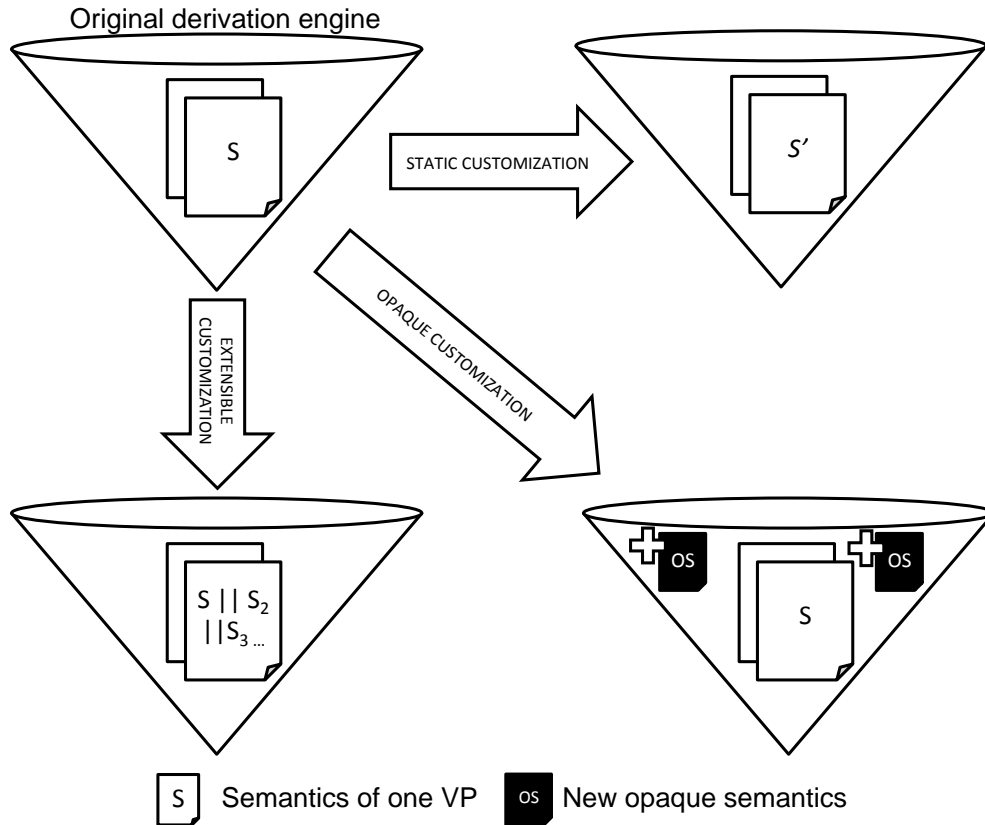 Original derivation engine
S
STATIC CUSTOMIZATION
S’
EXTENSIBLE
CUSTOMIZATION
OPAQUE CUSTOMIZATION
S || S₂
||S₃ ...
OS
S
OS
S
Semantics of one VP
OS
New opaque semantics